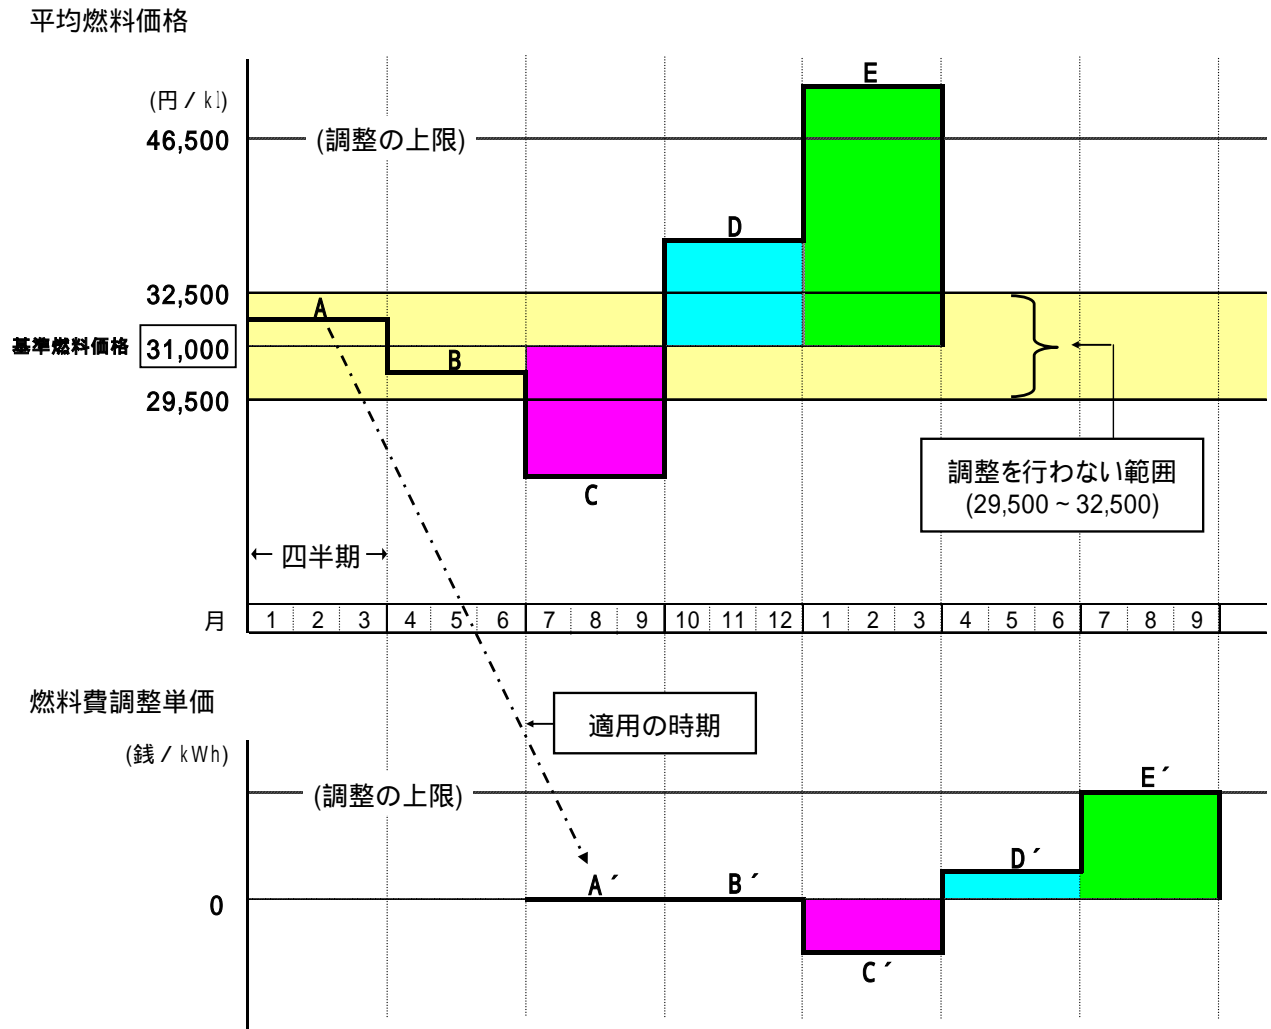 平均燃料価格
(円/kl)
46,500
(調整の上限)
E
D
32,500
A
基準燃料価格
31,000
B
29,500
C
調整を行わない範囲
(29,500 ~ 32,500)
四半期
月 1 2 3 4 5 6 7 8 9 10 11 12 1 2 3 4 5 6 7 8 9
燃料費調整単価
適用の時期
(銭/kWh)
(調整の上限)
E´
D´
A´
B´
0
C´